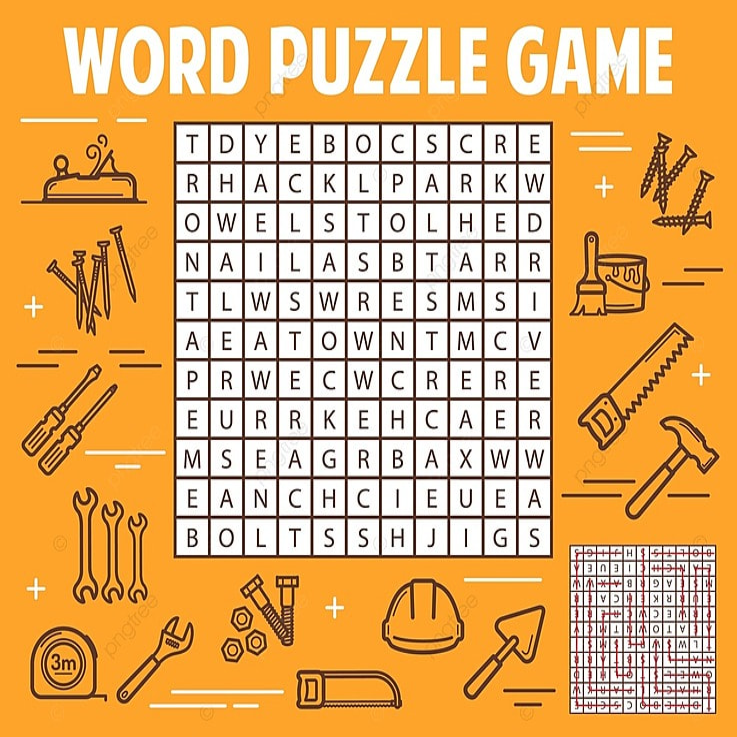 WORD PUZZLE GAME
T D Y E B O C S C R E
R H A C K L P A R K W
O W E L S T O L H E D
N A I L A S B T A R R
T L W S W R E S M S I
A E A T O W N T M C V
P R W E C W C R E R E
E U R R K E H C A E R
M S E A G R B A X W W
E A N C H C I E U E A
B O L T S S H J I G S
3m